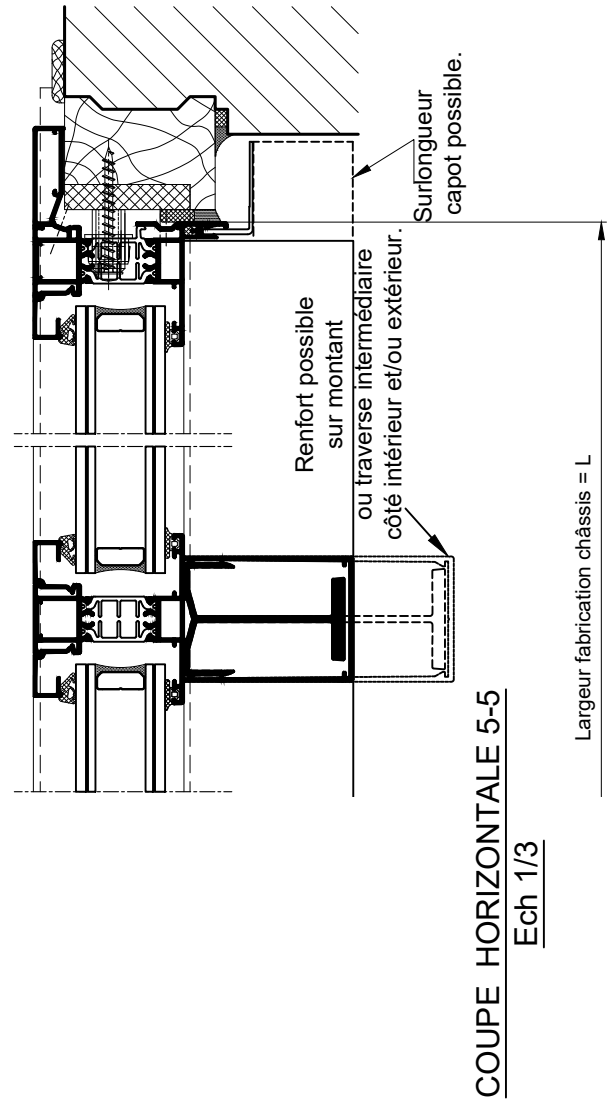 Surlongueur
capot possible.
Renfort possible
sur montant
ou traverse intermédiaire
côté intérieur et/ou extérieur.
Largeur fabrication châssis = L
COUPE HORIZONTALE 5-5
Ech 1/3